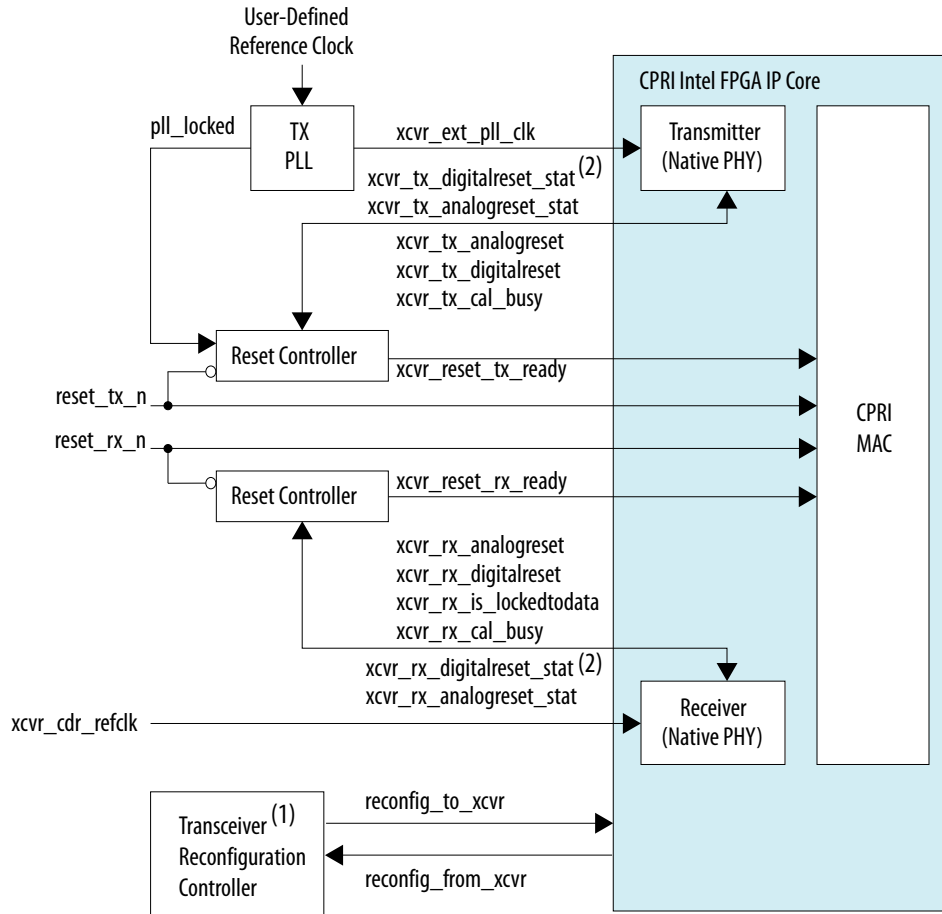 User-Defined
Reference Clock
CPRI Intel FPGA IP Core
pll_locked
TX
PLL
xcvr_ext_pll_clk
Transmitter
(Native PHY)
xcvr_tx_digitalreset_stat (2)
xcvr_tx_analogreset_stat
xcvr_tx_analogreset
xcvr_tx_digitalreset
xcvr_tx_cal_busy
Reset Controller
xcvr_reset_tx_ready
reset_tx_n
CPRI
MAC
reset_rx_n
Reset Controller
xcvr_reset_rx_ready
xcvr_rx_analogreset
xcvr_rx_digitalreset
xcvr_rx_is_lockedtodata
xcvr_rx_cal_busy
xcvr_rx_digitalreset_stat (2)
xcvr_rx_analogreset_stat
xcvr_cdr_refclk
Receiver
(Native PHY)
Transceiver (1)
Reconfiguration
Controller
reconfig_to_xcvr
reconfig_from_xcvr